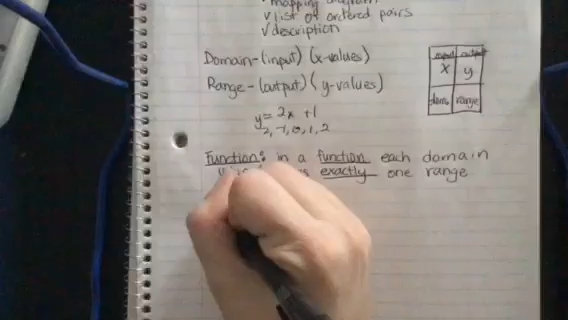 mapping diagram
√ list of ordered pairs
√ description
Domain - (input) (x-values)
Range - (output) (y-values)
input output
x y
dom. range
y = 2x + 1
2, -1, 0, 1, 2
Function: in a function each domain
exactly one range